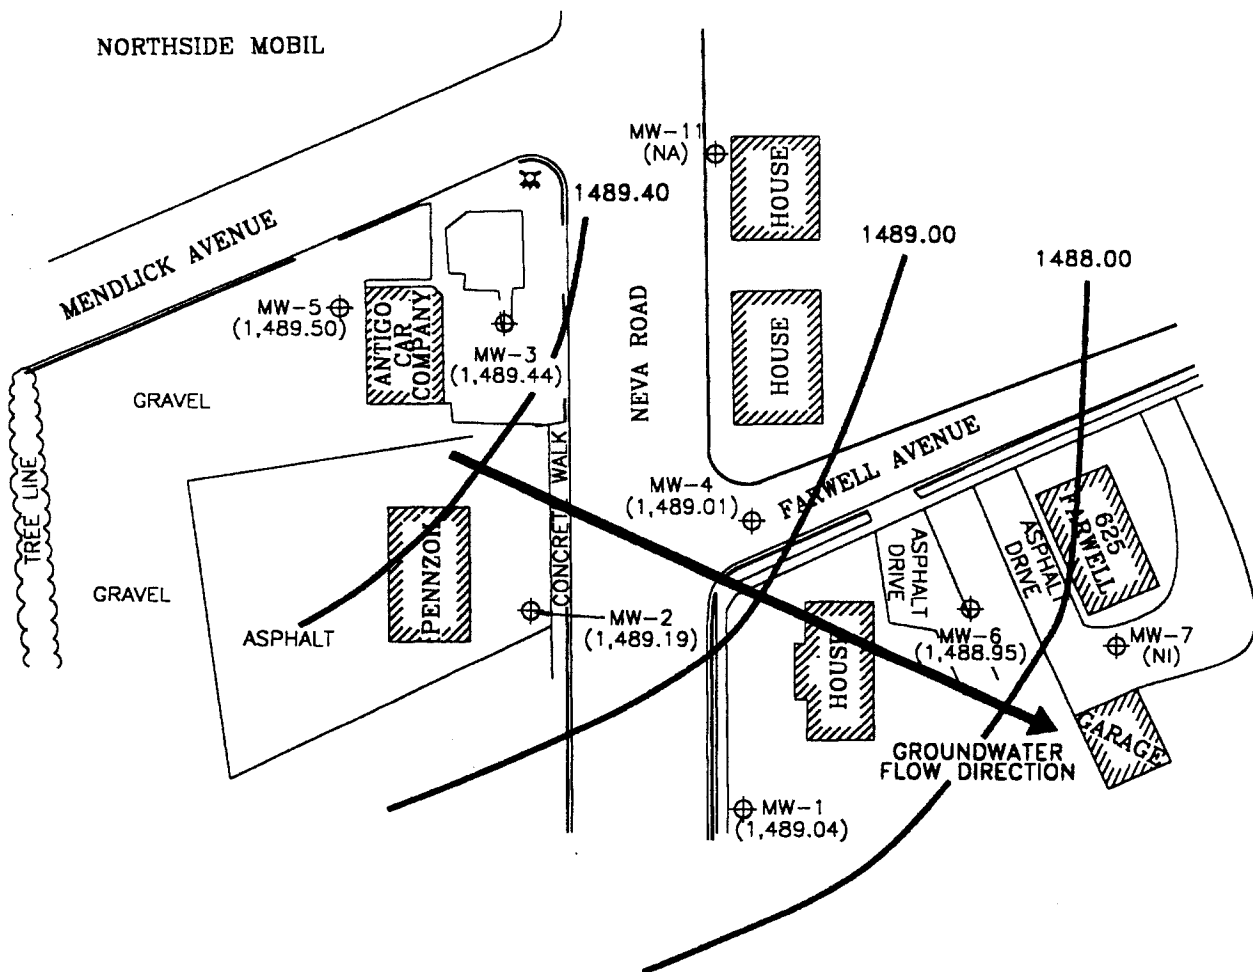 NORTHSIDE MOBIL
MW-11
(NA)
HOUSE
1489.40
1489.00
1488.00
MENDLICK AVENUE
MW-5
(1,489.50)
ANTIGO
CAR
COMPANY
MW-3
(1,489.44)
NEVA ROAD
HOUSE
GRAVEL
TREE LINE
CONCRETE WALK
MW-4
(1,489.01)
FARWELL AVENUE
ASPHALT
DRIVE
ASPHALT
DRIVE
625
FARWELL
GRAVEL
ASPHALT
PENNZOIL
MW-2
(1,489.19)
HOUSE
MW-6
(1,488.95)
MW-7
(NI)
GARAGE
GROUNDWATER
FLOW DIRECTION
MW-1
(1,489.04)